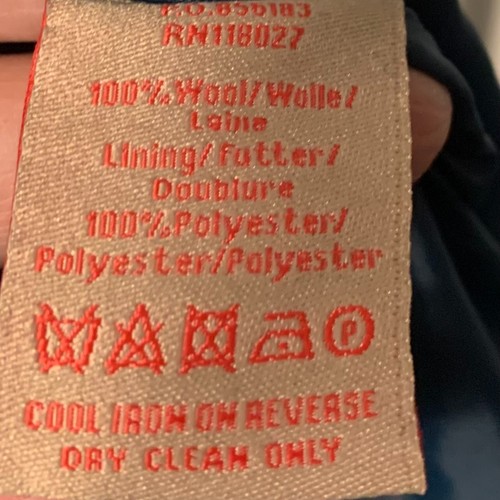 P.O.856183
RN118027
100% Wool/Wolle/
Laine
Lining/Futter/
Doublure
100% Polyester/
Polyester/Polyester
P
COOL IRON ON REVERSE
DRY CLEAN ONLY